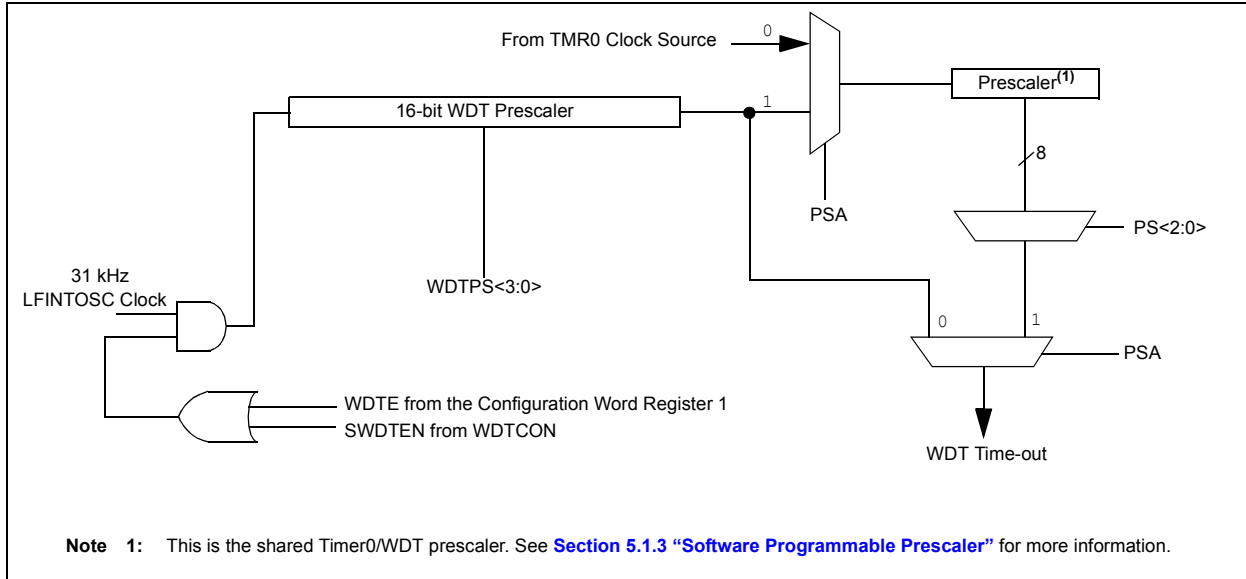 From TMR0 Clock Source
0
Prescaler(1)
16-bit WDT Prescaler
1
8
PSA
PS<2:0>
31 kHz
LFINTOSC Clock
WDTPS<3:0>
0
1
PSA
WDTE from the Configuration Word Register 1
SWDTEN from WDTCON
WDT Time-out
Note 1: This is the shared Timer0/WDT prescaler. See Section 5.1.3 “Software Programmable Prescaler” for more information.